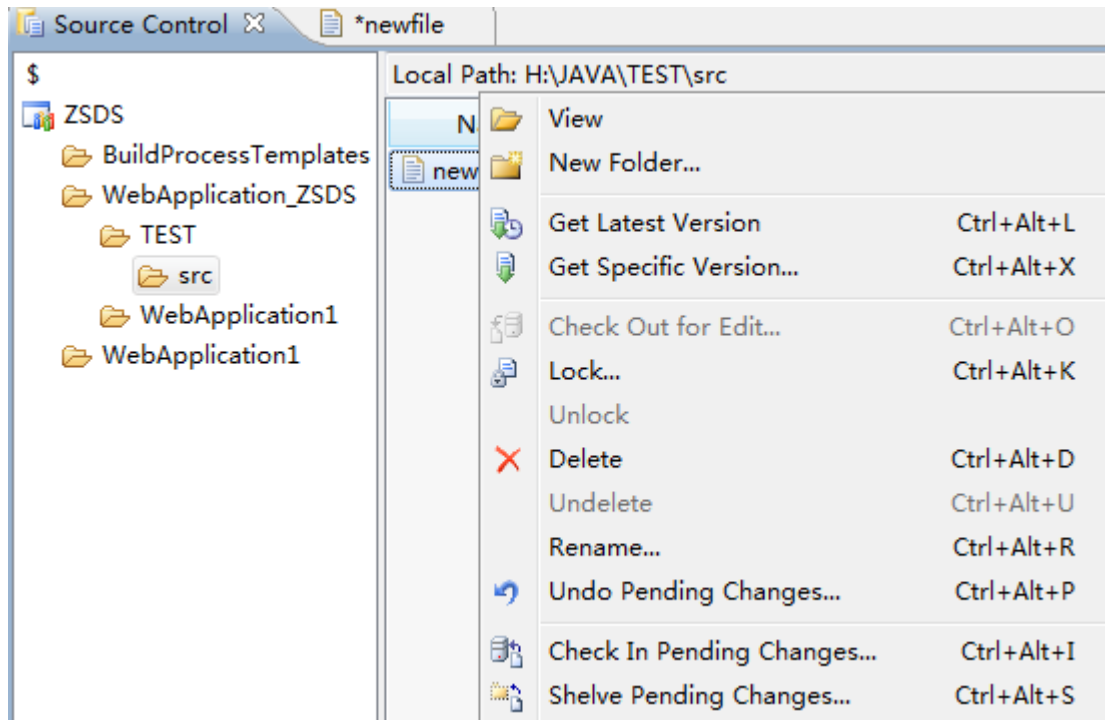 Source Control *newfile
$
ZSDS
BuildProcessTemplates
WebApplication_ZSDS
TEST
src
WebApplication1
WebApplication1
Local Path: H:\JAVA\TEST\src
N
new
View
New Folder...
Get Latest Version Ctrl+Alt+L
Get Specific Version... Ctrl+Alt+X
Check Out for Edit... Ctrl+Alt+O
Lock... Ctrl+Alt+K
Unlock
Delete Ctrl+Alt+D
Undelete Ctrl+Alt+U
Rename... Ctrl+Alt+R
Undo Pending Changes... Ctrl+Alt+P
Check In Pending Changes... Ctrl+Alt+I
Shelve Pending Changes... Ctrl+Alt+S